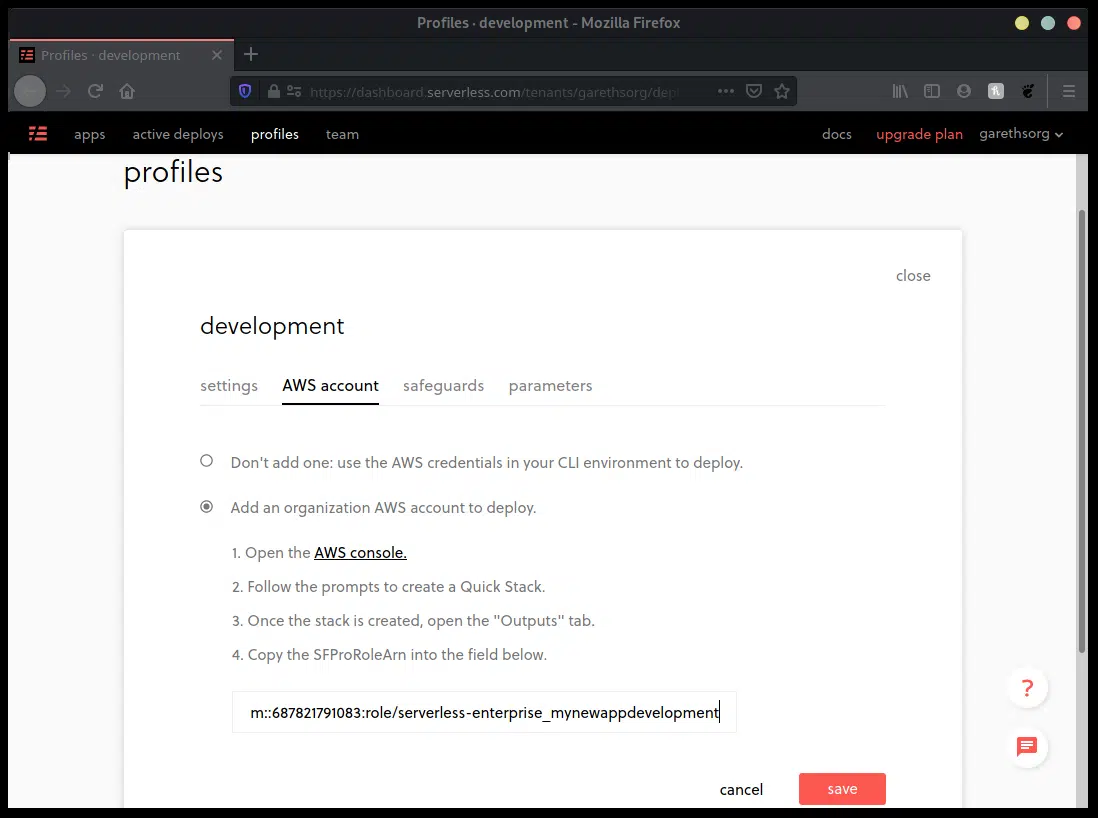 Profiles · development - Mozilla Firefox
Profiles · development
https://dashboard.serverless.com/tenants/garethsorg/dep
apps active deploys profiles team docs upgrade plan garethsorg
profiles
close
development
settings AWS account safeguards parameters
Don't add one: use the AWS credentials in your CLI environment to deploy.
Add an organization AWS account to deploy.
1. Open the AWS console.
2. Follow the prompts to create a Quick Stack.
3. Once the stack is created, open the "Outputs" tab.
4. Copy the SFProRoleArn into the field below.
?
m::687821791083:role/serverless-enterprise_mynewappdevelopment
cancel save